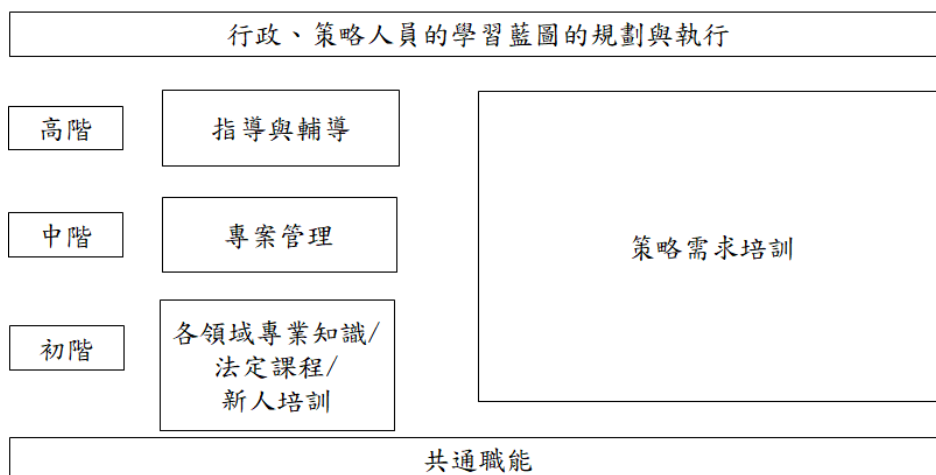 行政、策略人員的學習藍圖的規劃與執行
高階
指導與輔導
中階
專案管理
策略需求培訓
初階
各領域專業知識/
法定課程/
新人培訓
共通職能